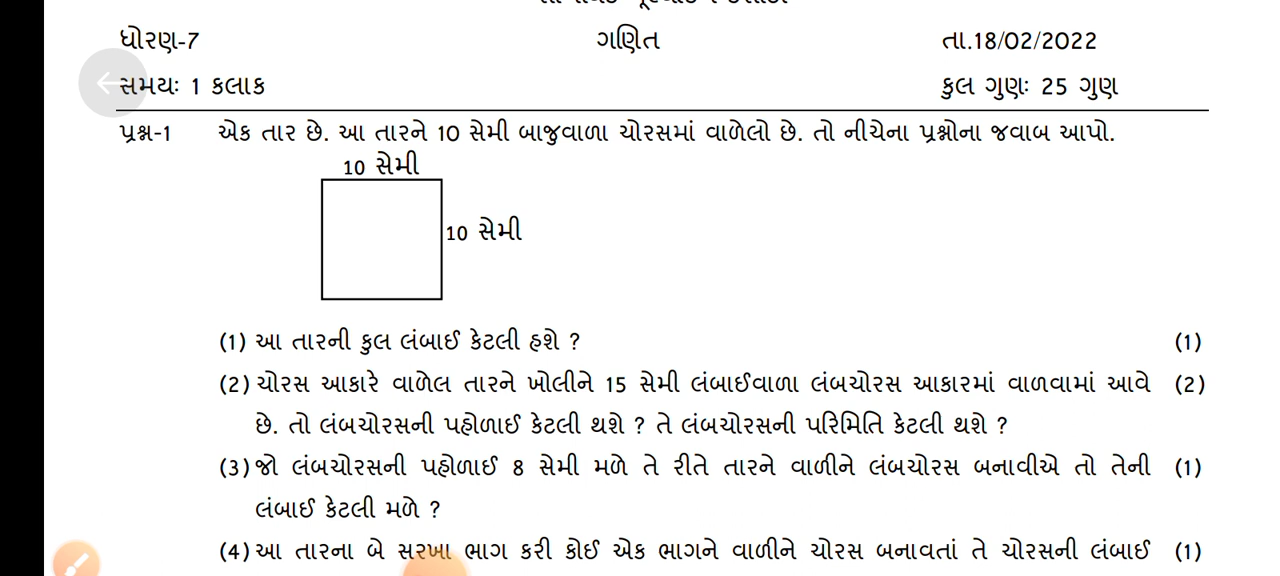 ધોરણ-7 ગણિત તા.18/02/2022
સમયઃ 1 કલાક કુલ ગુણઃ 25 ગુણ
પ્રશ્ન-1 એક તાર છે. આ તારને 10 સેમી બાજુવાળા ચોરસમાં વાળેલો છે. તો નીચેના પ્રશ્નોના જવાબ આપો.
10 સેમી
10 સેમી
(1) આ તારની કુલ લંબાઈ કેટલી હશે ? (1)
(2) ચોરસ આકારે વાળેલ તારને ખોલીને 15 સેમી લંબાઈવાળા લંબચોરસ આકારમાં વાળવામાં આવે (2)
છે. તો લંબચોરસની પહોળાઈ કેટલી થશે ? તે લંબચોરસની પરિમિતિ કેટલી થશે ?
(3) જો લંબચોરસની પહોળાઈ 8 સેમી મળે તે રીતે તારને વાળીને લંબચોરસ બનાવીએ તો તેની (1)
લંબાઈ કેટલી મળે ?
(4) આ તારના બે સરખા ભાગ કરી કોઈ એક ભાગને વાળીને ચોરસ બનાવતાં તે ચોરસની લંબાઈ (1)